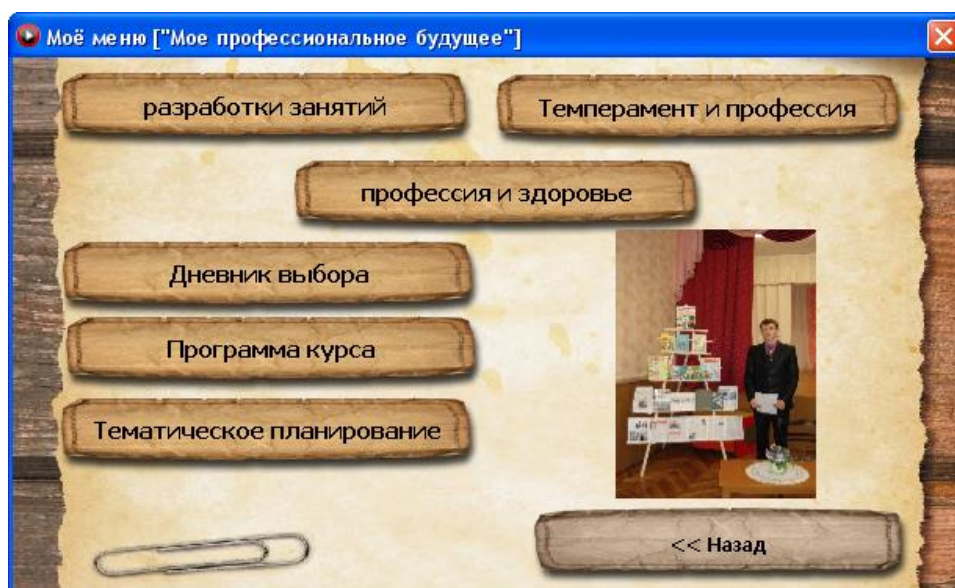 Моё меню ["Мое профессиональное будущее"]
разработки занятий
Темперамент и профессия
профессия и здоровье
Дневник выбора
Программа курса
Тематическое планирование
<< Назад